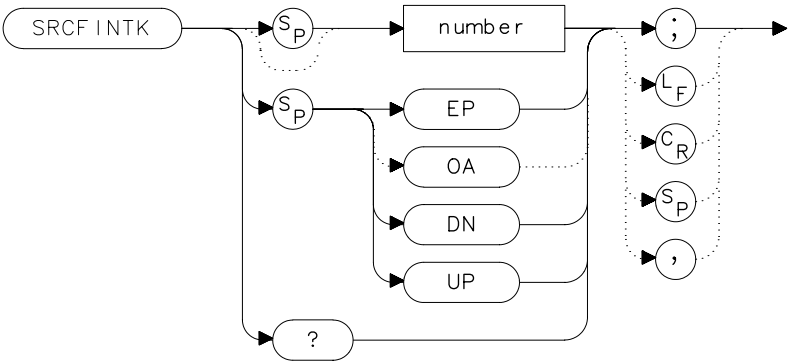 SRCFINTK
SP
number
;
SP
EP
LF
OA
CR
DN
SP
UP
,
?